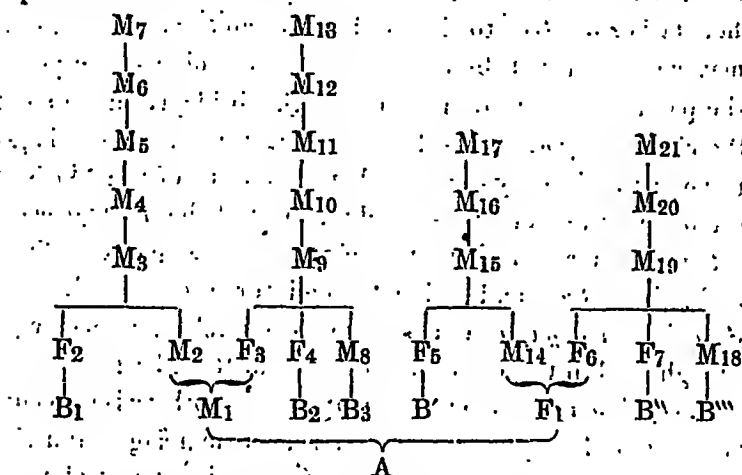 M7 M13
M6 M12
M5 M11 M17 M21
M4 M10 M16 M20
M3 M9 M15 M19
F2 M2 F3 F4 M8 F5 M14 F6 F7 M18
B1 M1 B2 B3 B' F1 B'' B'''
A